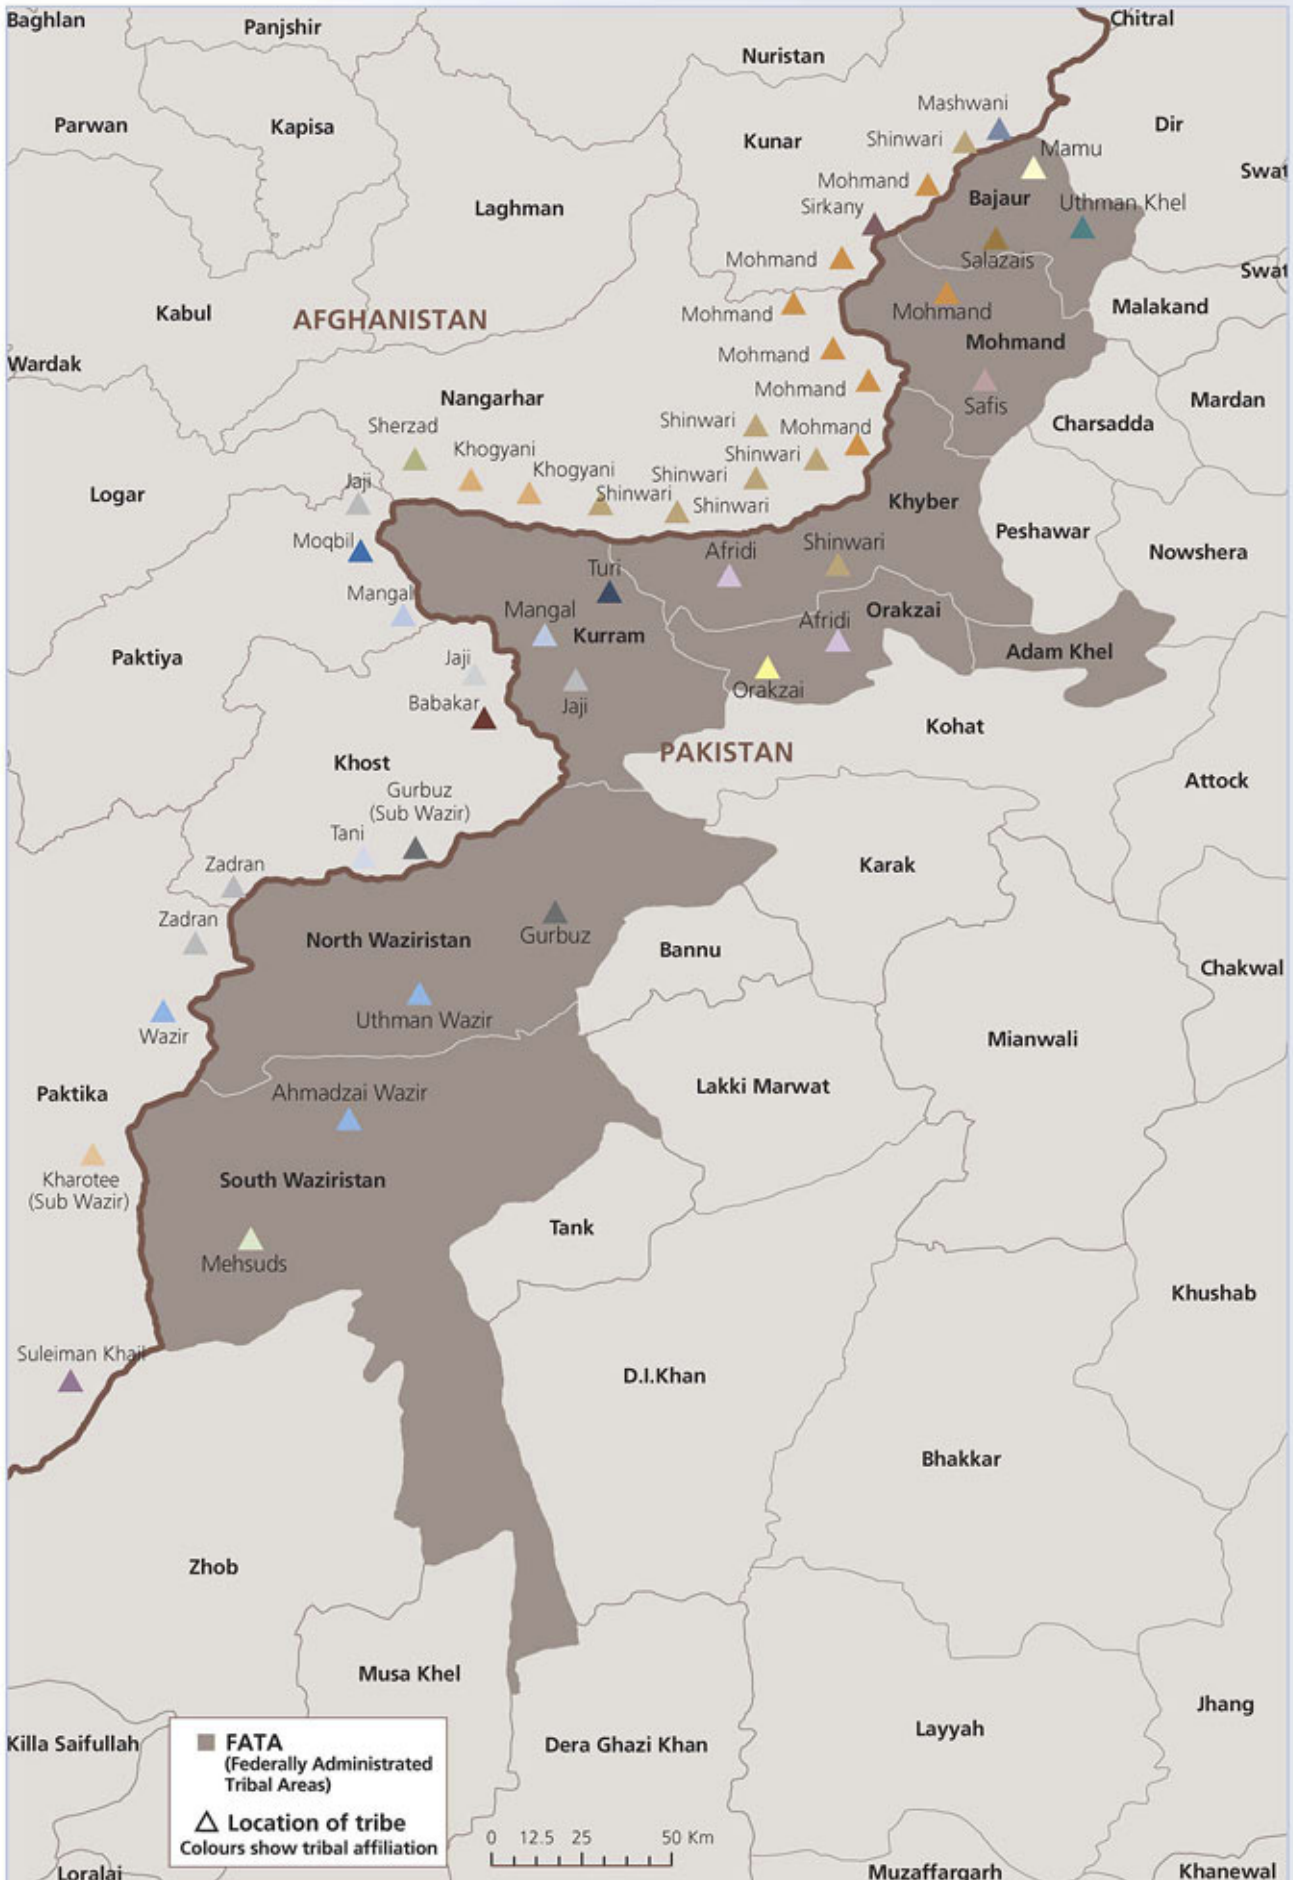 Baghlan
Panjshir
Chitral
Nuristan
Mashwani
Parwan
Kapisa
Kunar
Shinwari
Dir
Mamu
Mohmand
Swat
Bajaur
Uthman Khel
Laghman
Sirkany
Mohmand
Salazais
Swat
Kabul
AFGHANISTAN
Mohmand
Mohmand
Malakand
Mohmand
Wardak
Mohmand
Mohmand
Nangarhar
Safis
Mardan
Sherzad
Shinwari
Mohmand
Charsadda
Khogyani
Shinwari
Khogyani
Shinwari
Jaji
Logar
Shinwari
Shinwari
Khyber
Peshawar
Moqbil
Afridi
Shinwari
Nowshera
Turi
Mangal
Mangal
Kurram
Afridi
Orakzai
Paktiya
Jaji
Adam Khel
Orakzai
Babakar
Jaji
Kohat
Khost
PAKISTAN
Attock
Gurbuz
(Sub Wazir)
Tani
Zadran
Karak
Zadran
North Waziristan
Gurbuz
Bannu
Chakwal
Uthman Wazir
Wazir
Mianwali
Paktika
Ahmadzai Wazir
Lakki Marwat
Kharotee
(Sub Wazir)
South Waziristan
Tank
Mehsuds
Khushab
Suleiman Khail
D.I.Khan
Bhakkar
Zhob
Musa Khel
Jhang
Layyah
Killa Saifullah
Dera Ghazi Khan
FATA
(Federally Administrated
Tribal Areas)
Location of tribe
Colours show tribal affiliation
0 12.5 25 50 Km
Loralai
Muzaffargarh
Khanewal